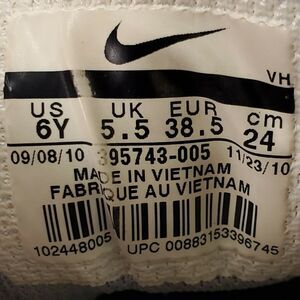 VH
US UK EUR cm
6Y 5.5 38.5 24
09/08/10 395743-005 11/23/10
MADE IN VIETNAM
FABRIQUE AU VIETNAM
102448005 UPC 00883153396745